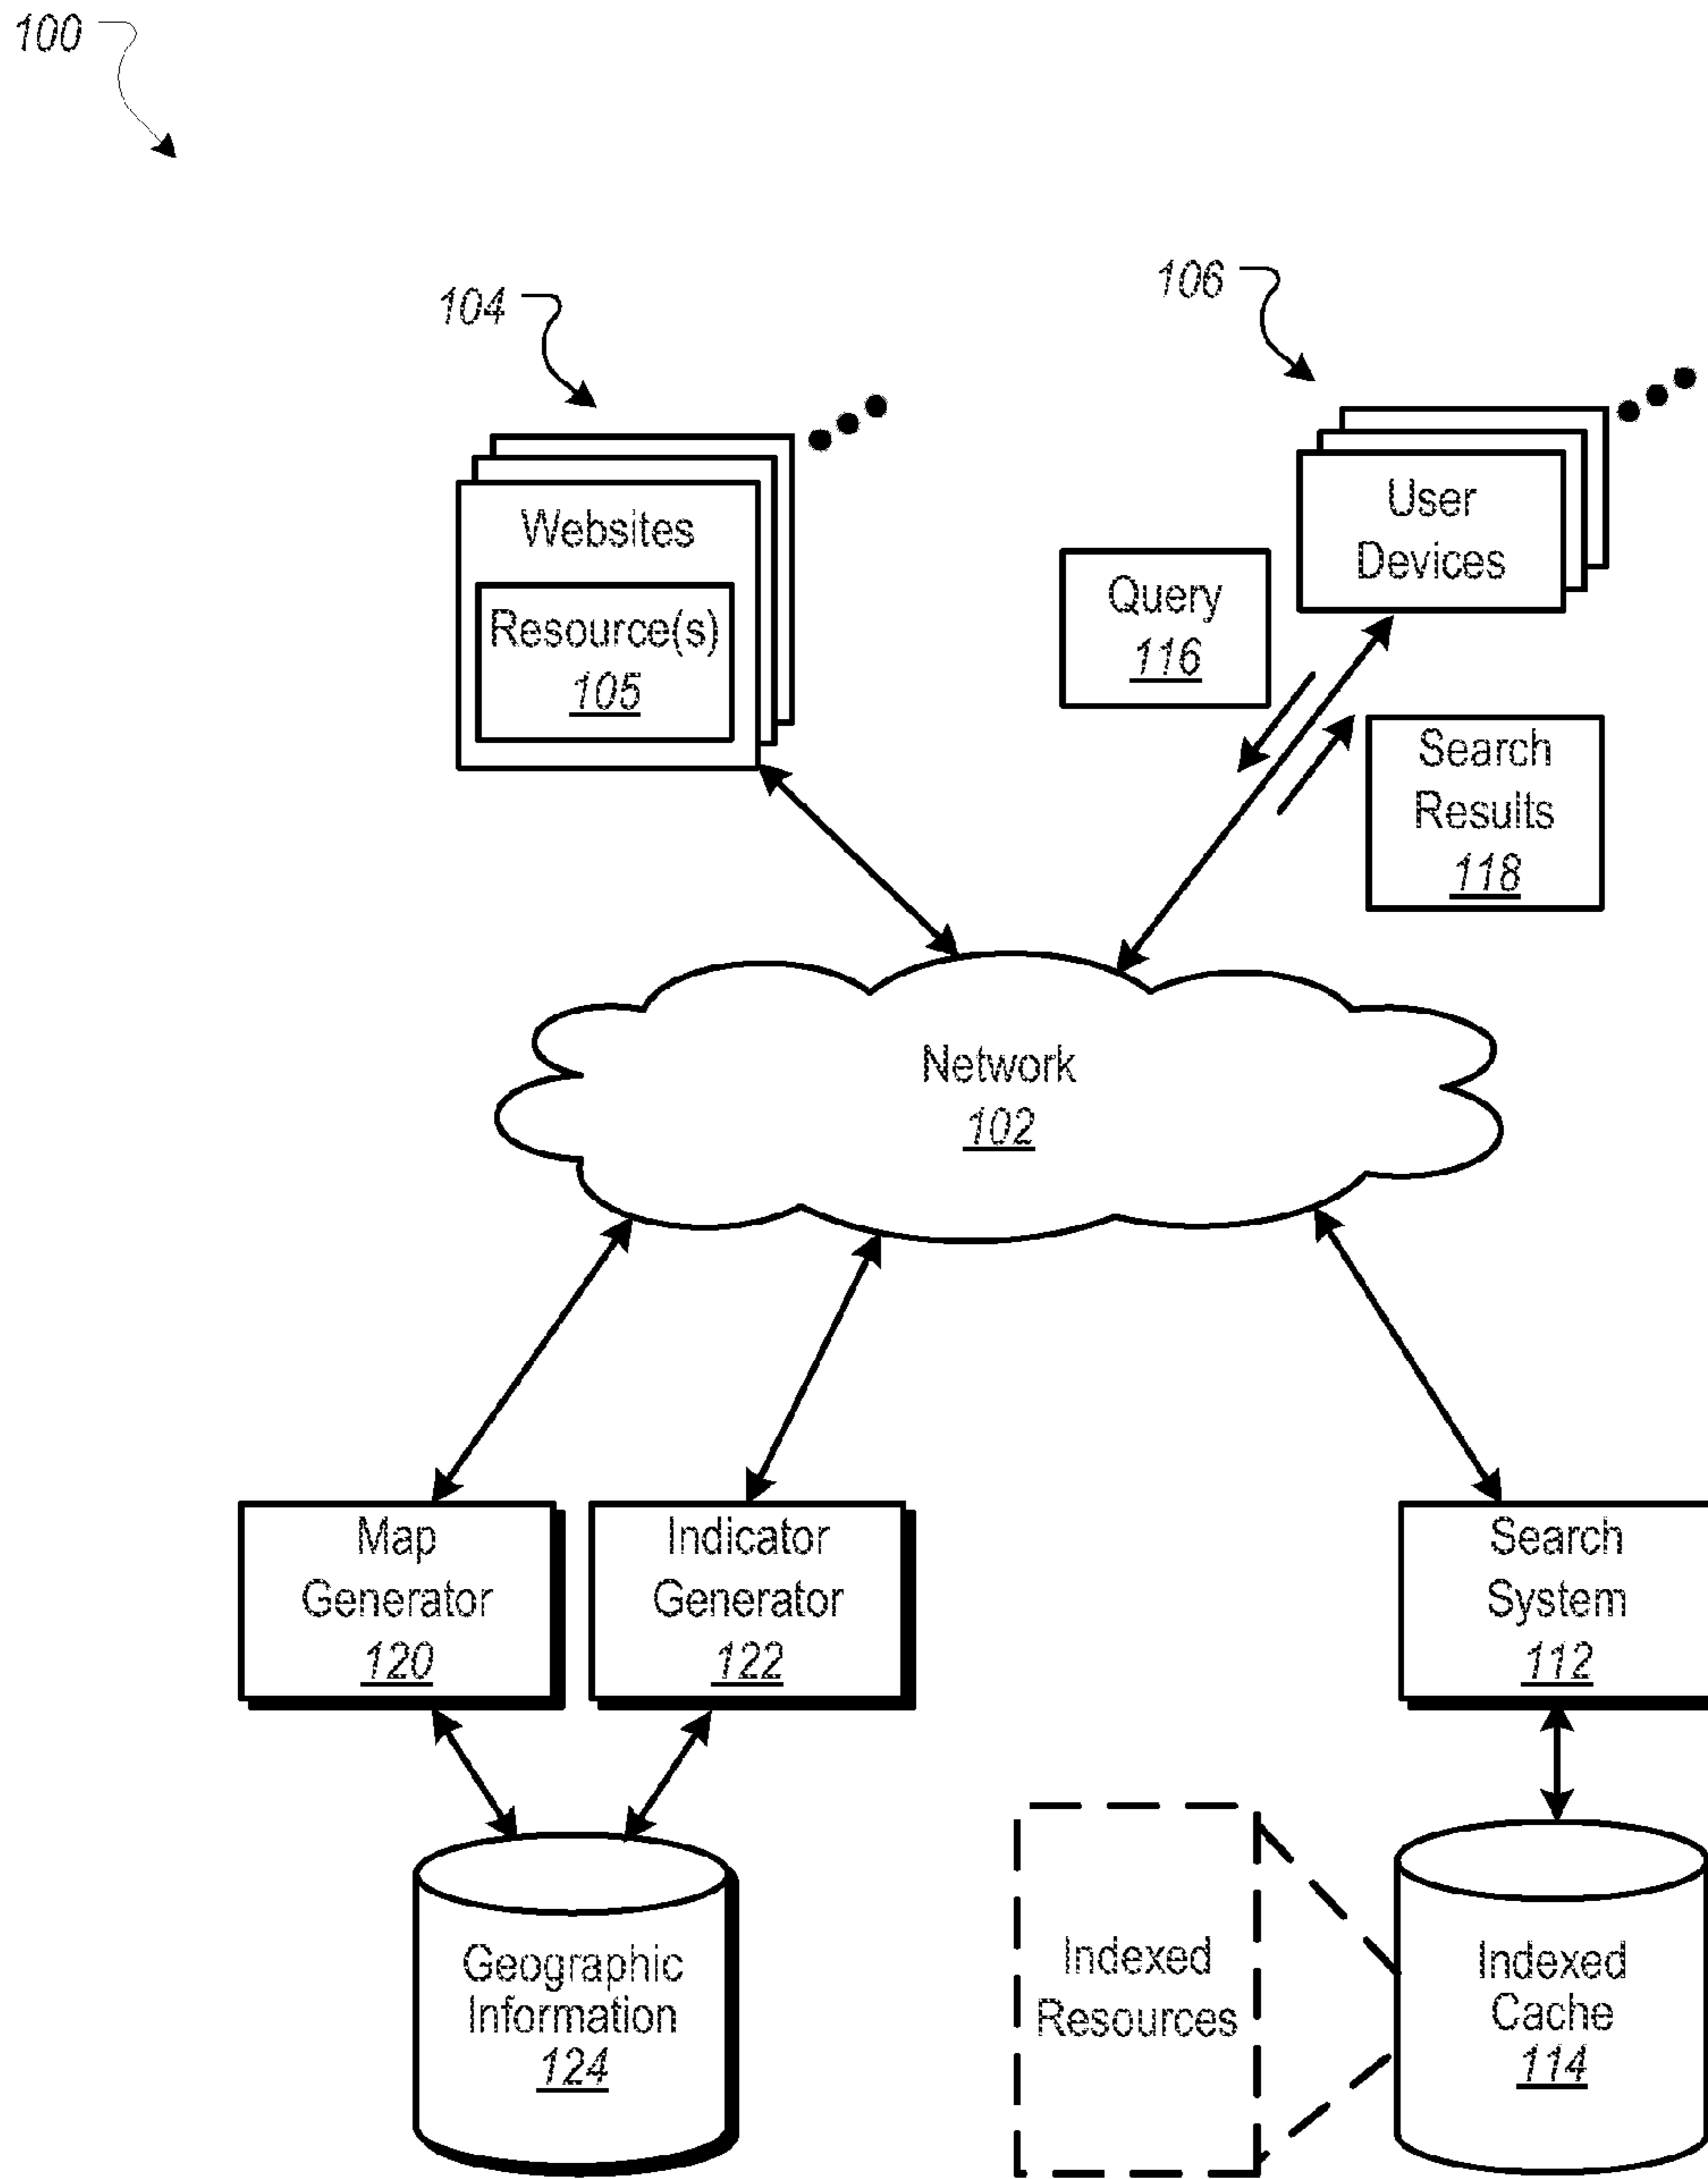 100
104
106
Websites
Resource(s)
105
User
Devices
Query
116
Search
Results
118
Network
102
Map
Generator
120
Indicator
Generator
122
Search
System
112
Geographic
Information
124
Indexed
Resources
Indexed
Cache
114